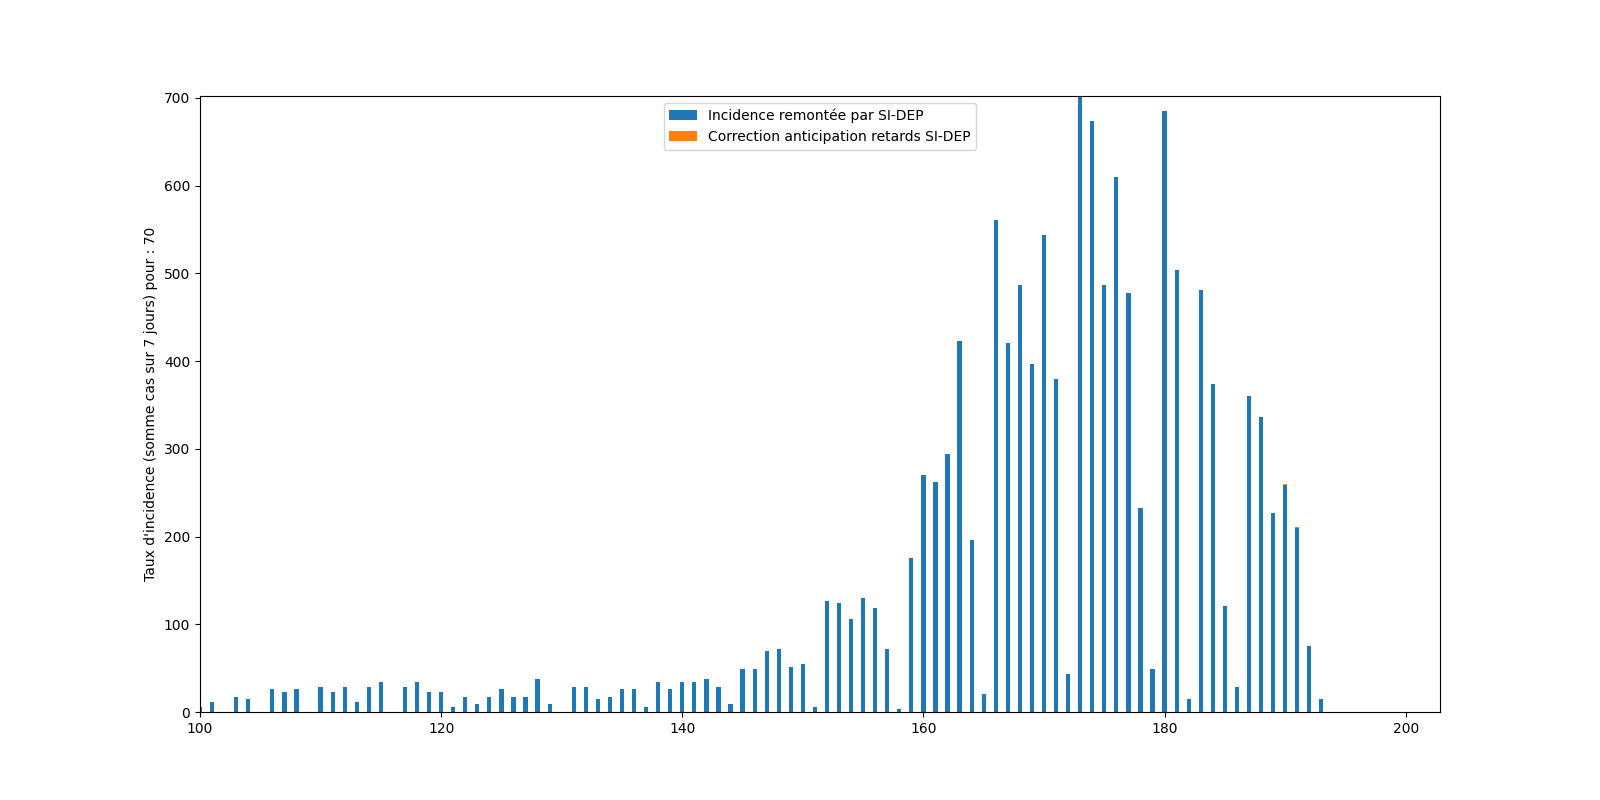 Incidence remontée par SI-DEP
Correction anticipation retards SI-DEP
Taux d'incidence (somme cas sur 7 jours) pour : 70
700
600
500
400
300
200
100
0
100 120 140 160 180 200